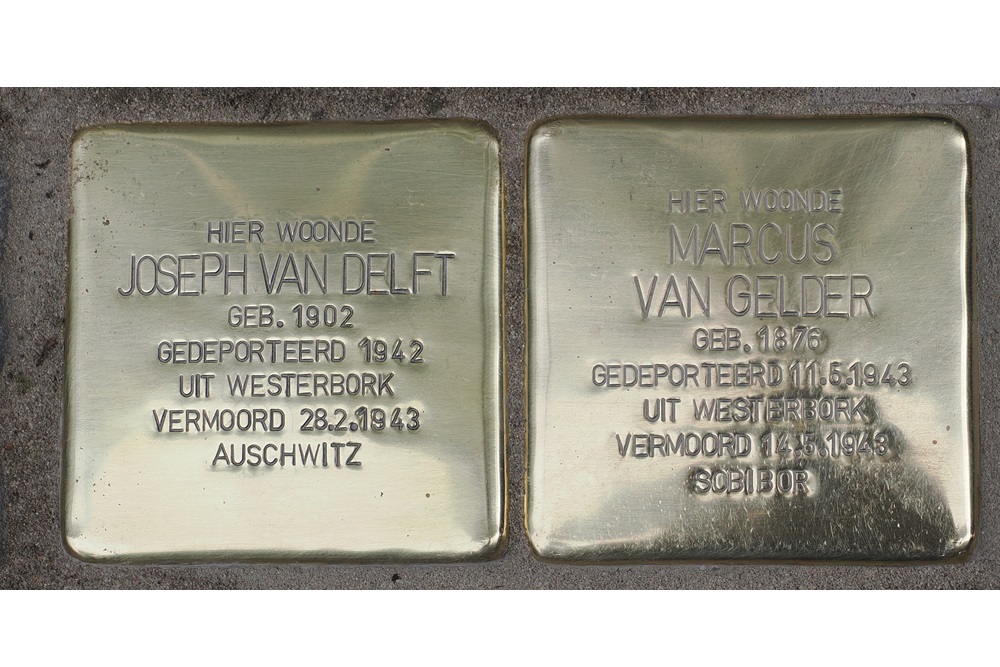 HIER WOONDE
JOSEPH VAN DELFT
GEB. 1902
GEDEPORTEERD 1942
UIT WESTERBORK
VERMOORD 28.2.1943
AUSCHWITZ
HIER WOONDE
MARCUS
VAN GELDER
GEB. 1876
GEDEPORTEERD 11.5.1943
UIT WESTERBORK
VERMOORD 14.5.1943
SOBIBOR